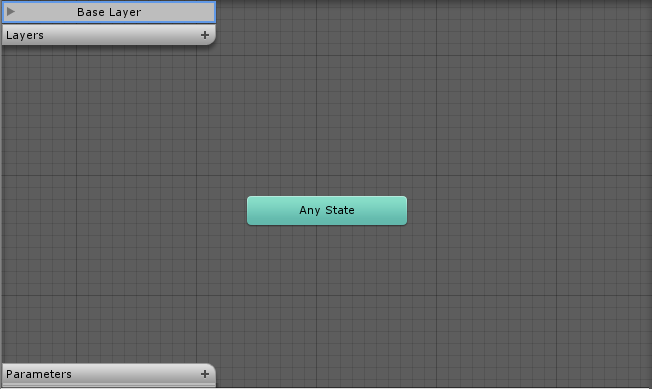 Base Layer
Layers +
Any State
Parameters +